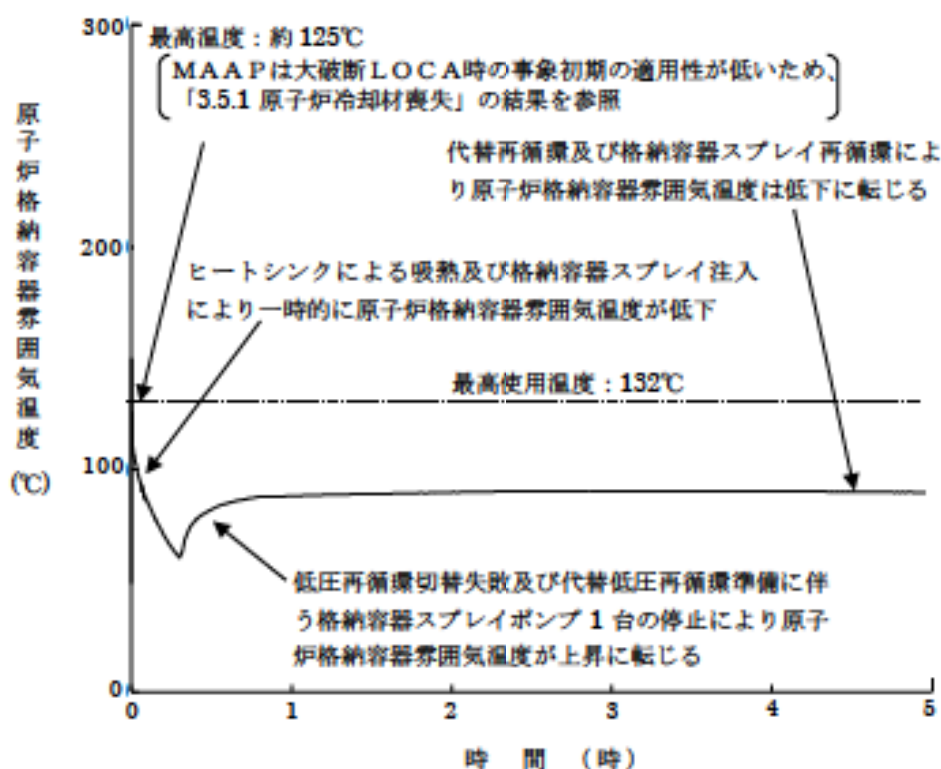 300
最高温度：約 125℃
ＭＡＡＰは大破断ＬＯＣＡ時の事象初期の適用性が低いため、
「3.5.1 原子炉冷却材喪失」の結果を参照
代替再循環及び格納容器スプレイ再循環によ
り原子炉格納容器雰囲気温度は低下に転じる
200
ヒートシンクによる吸熱及び格納容器スプレイ注入
により一時的に原子炉格納容器雰囲気温度が低下
最高使用温度：132℃
原子炉格納容器雰囲気温度
(℃)
100
低圧再循環切替失敗及び代替低圧再循環準備に伴
う格納容器スプレイポンプ 1 台の停止により原子
炉格納容器雰囲気温度が上昇に転じる
0
0 1 2 3 4 5
時 間 (時)